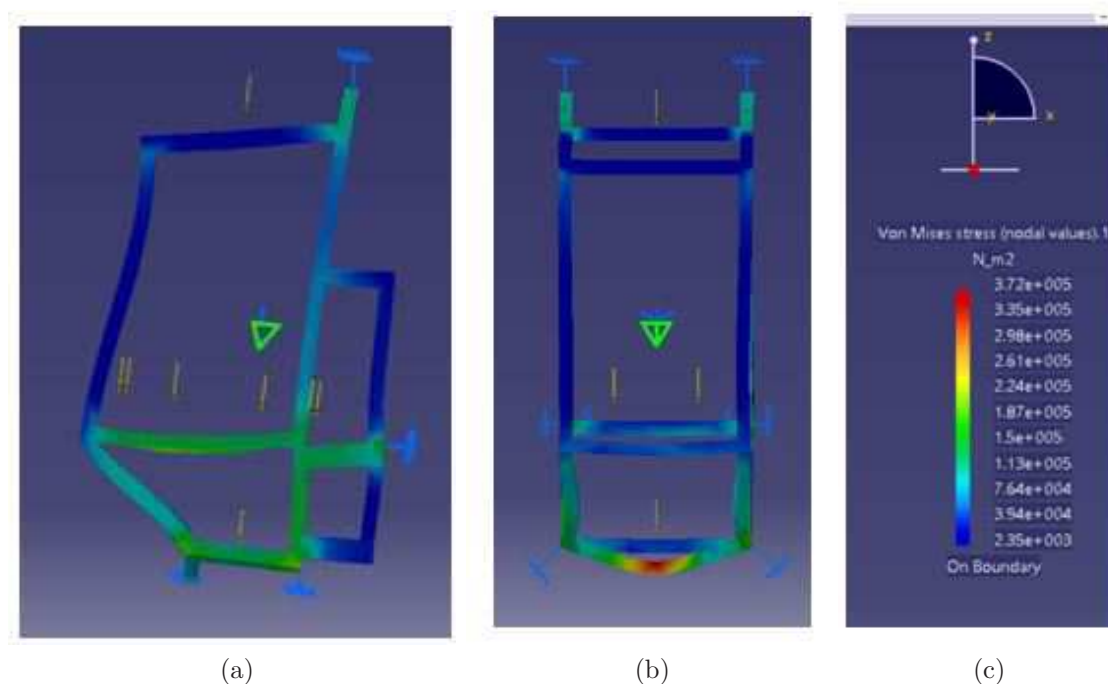 z
y
x
Von Mises stress (nodal values).1
N_m2
3.72e+005
3.35e+005
2.98e+005
2.61e+005
2.24e+005
1.87e+005
1.5e+005
1.13e+005
7.64e+004
3.94e+004
2.35e+003
On Boundary
(a) (b) (c)